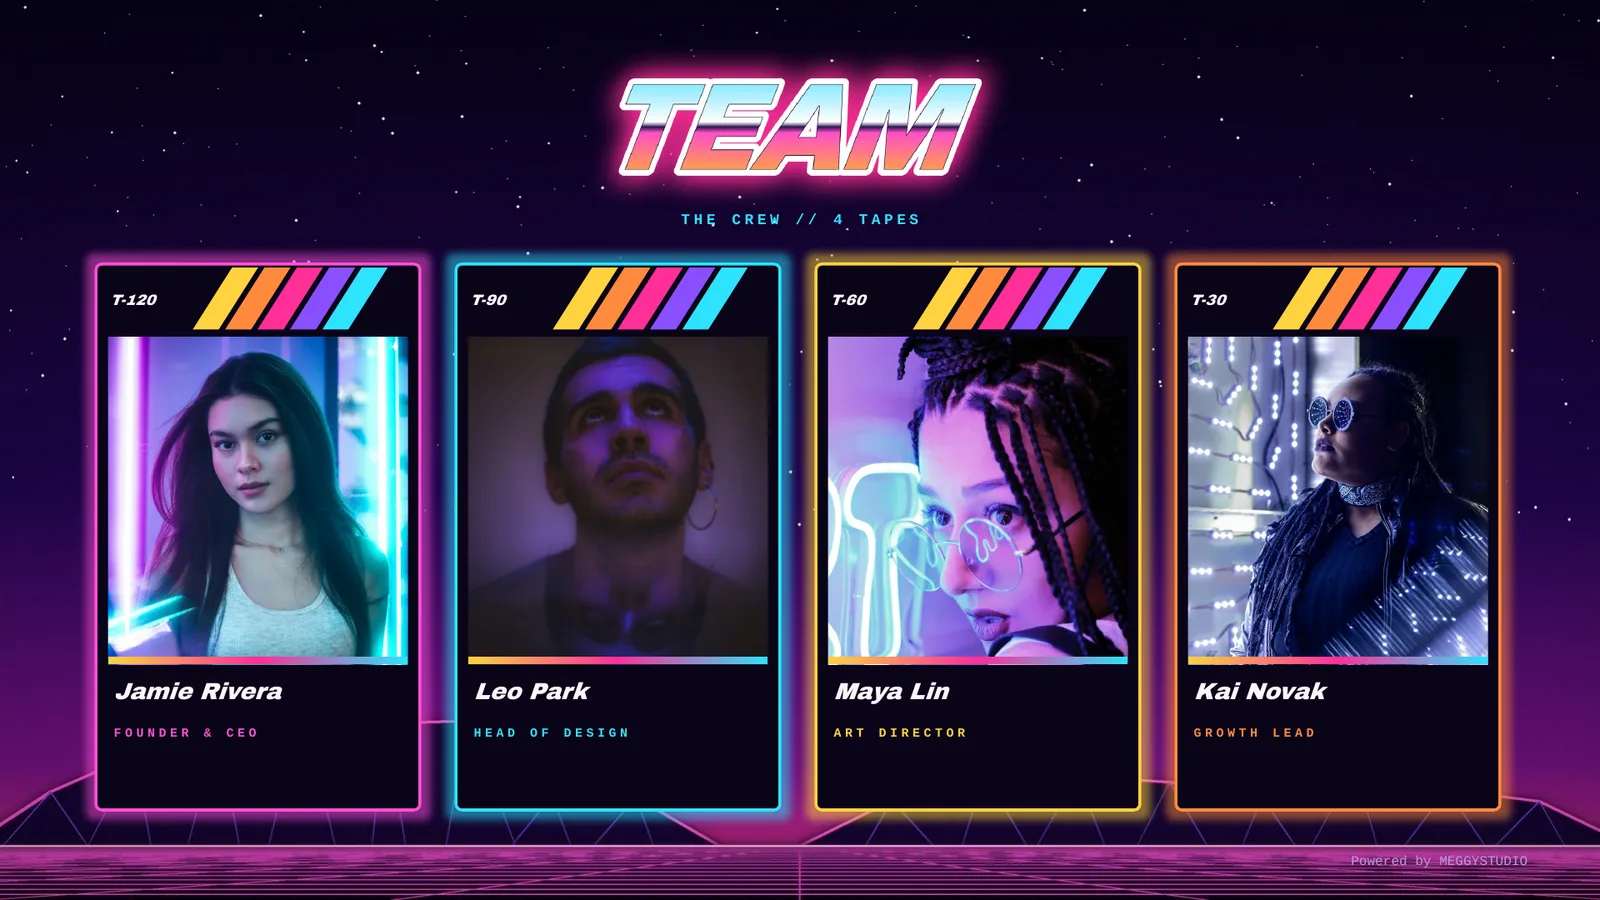 TEAM
THE CREW // 4 TAPES
T-120
Jamie Rivera
FOUNDER & CEO
T-90
Leo Park
HEAD OF DESIGN
T-60
Maya Lin
ART DIRECTOR
T-30
Kai Novak
GROWTH LEAD
Powered by MEGGYSTUDIO